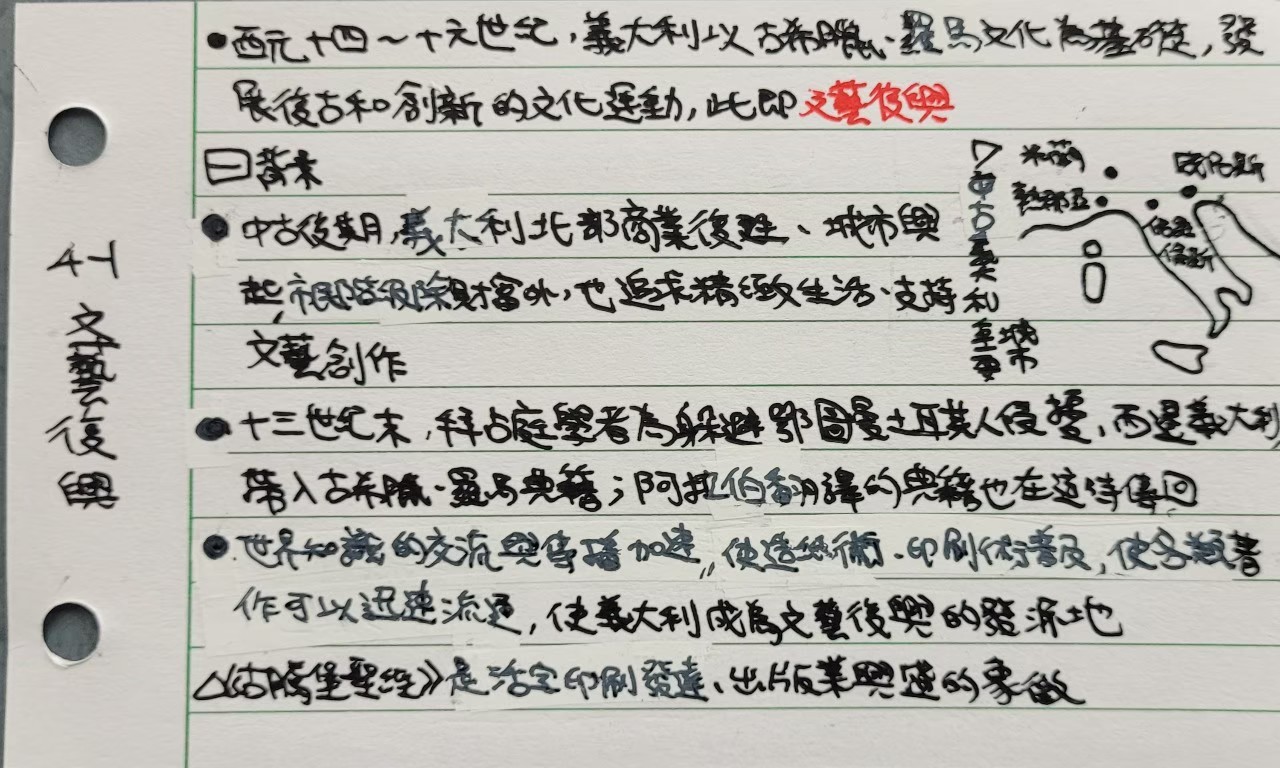 4-1 文藝復興
•西元十四～十六世紀,義大利以古希臘、羅馬文化為基礎,發
展復古和創新的文化運動,此即文藝復興
一背景
•中古後期,義大利北部商業復甦、城市興
起,市民階級除財富外,也追求精緻生活、支持
文藝創作
▽中古義大利
重要城市
米蘭
威尼斯
熱那亞
佛羅
倫斯
•十三世紀末,拜占庭學者為躲避鄂圖曼土耳其人侵擾,西遷義大利
帶入古希臘、羅馬典籍;阿拉伯翻譯的典籍也在這時傳回
•世界知識的交流與傳播加速,使造紙術、印刷術普及,使各類著
作可以迅速流通,使義大利成為文藝復興的發源地
△《古騰堡聖經》是活字印刷發達、出版業興盛的象徵